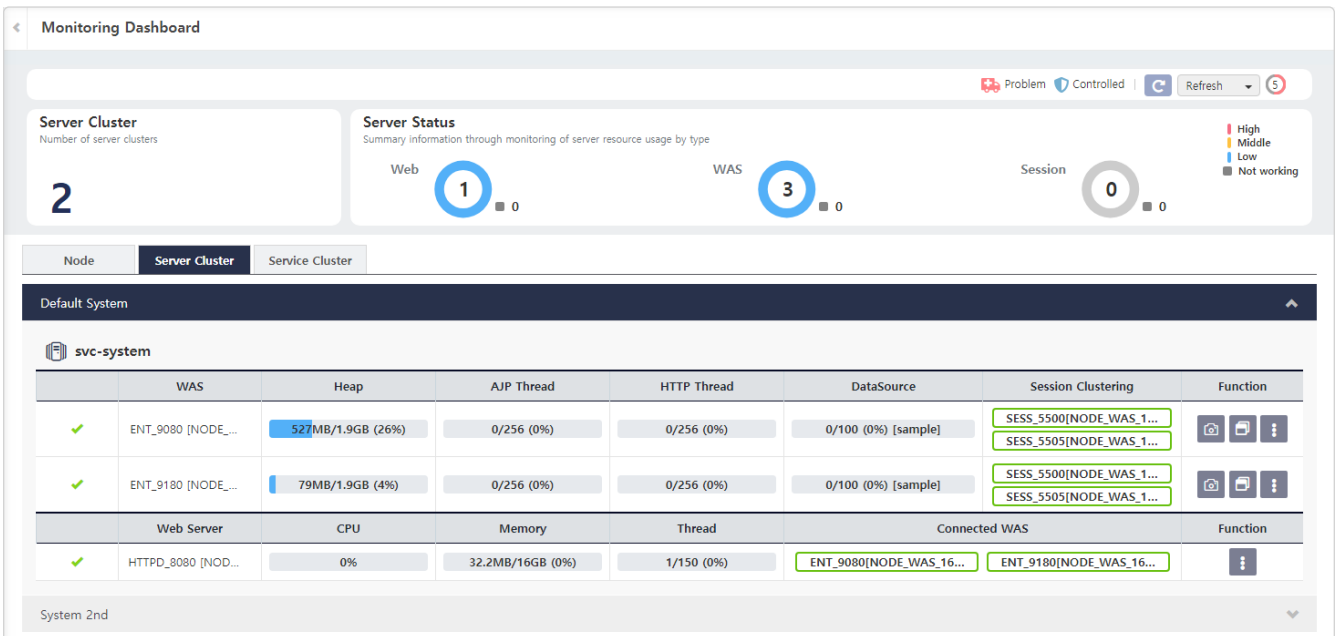 Monitoring Dashboard
Problem Controlled Refresh 5
Server Cluster
Number of server clusters
2
Server Status
Summary information through monitoring of server resource usage by type
Web 1 0
WAS 3 0
Session 0 0
High
Middle
Low
Not working
Node Server Cluster Service Cluster
Default System
svc-system
WAS Heap AJP Thread HTTP Thread DataSource Session Clustering Function
ENT_9080 [NODE_... 527MB/1.9GB (26%) 0/256 (0%) 0/256 (0%) 0/100 (0%) [sample] SESS_5500[NODE_WAS_1...
SESS_5505[NODE_WAS_1...
ENT_9180 [NODE_... 79MB/1.9GB (4%) 0/256 (0%) 0/256 (0%) 0/100 (0%) [sample] SESS_5500[NODE_WAS_1...
SESS_5505[NODE_WAS_1...
Web Server CPU Memory Thread Connected WAS Function
HTTPD_8080 [NOD... 0% 32.2MB/16GB (0%) 1/150 (0%) ENT_9080[NODE_WAS_16... ENT_9180[NODE_WAS_16...
System 2nd